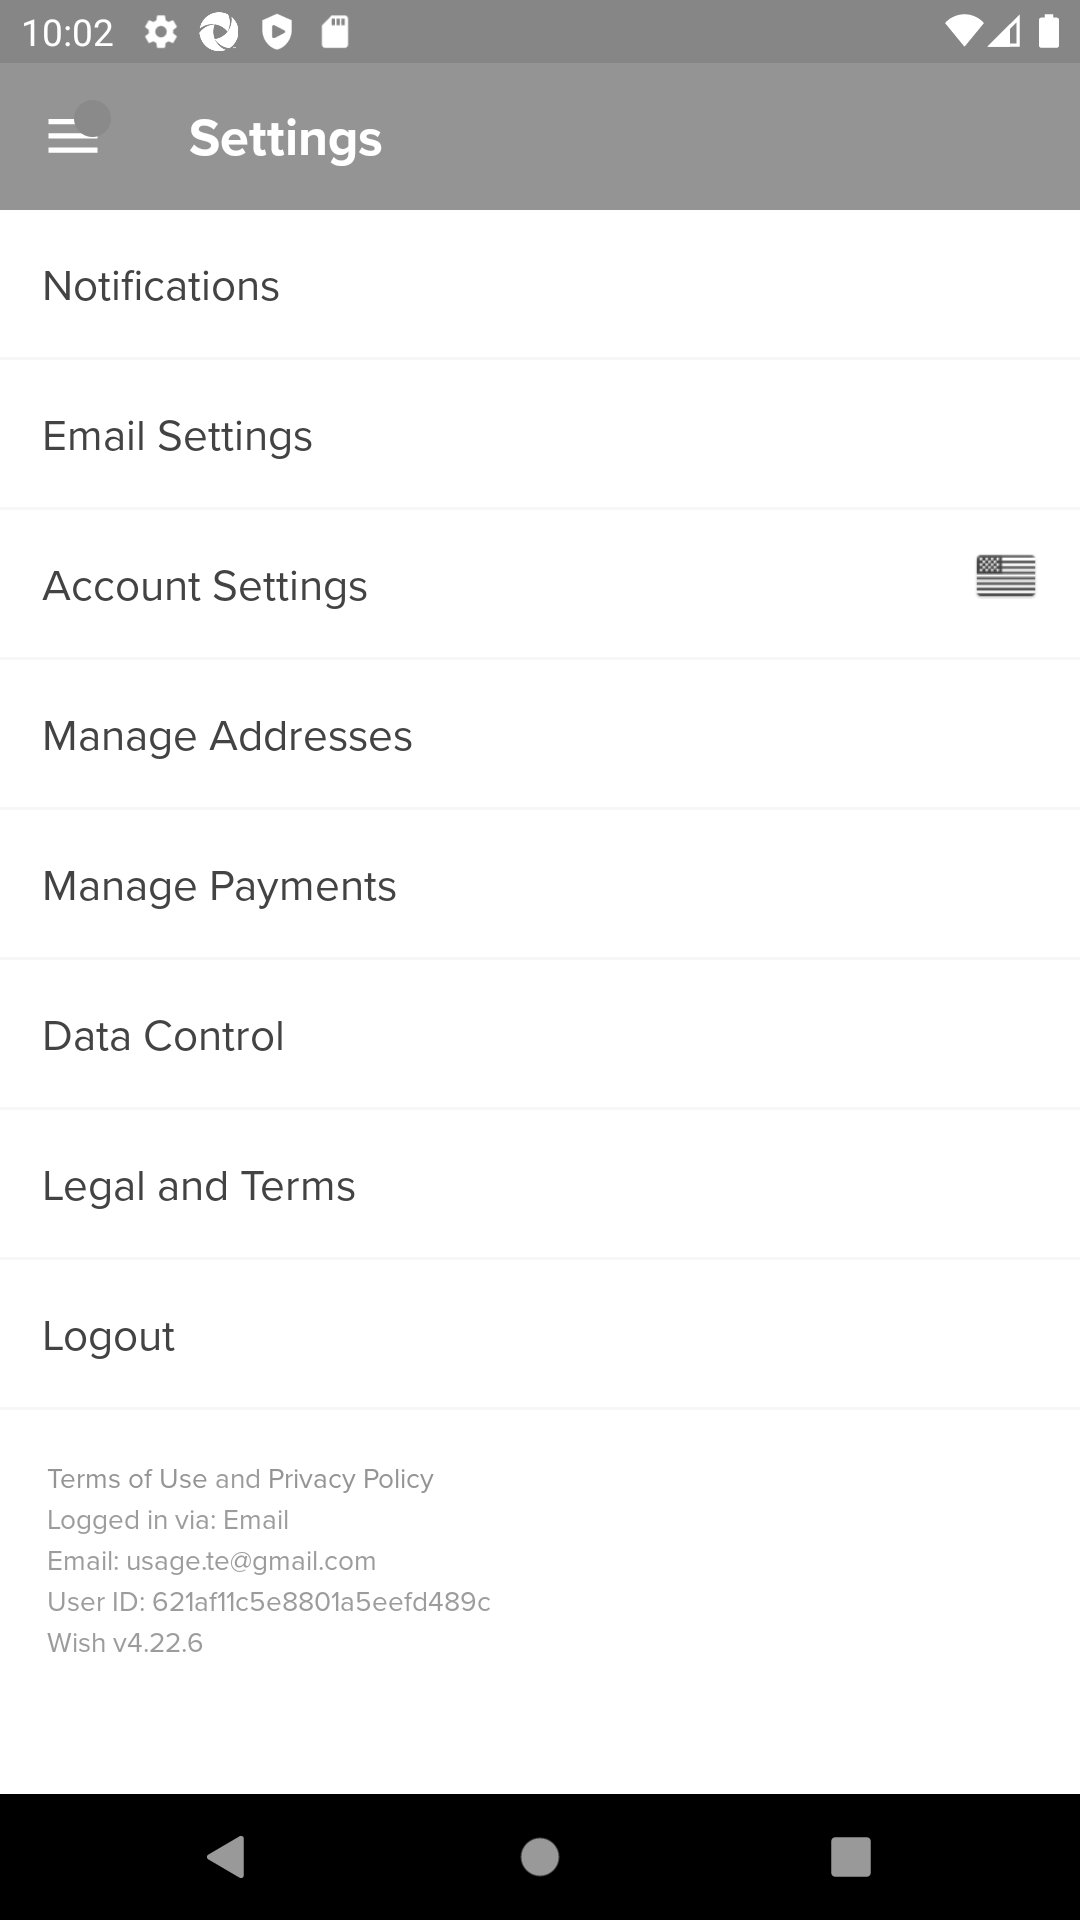 10:02
Settings
Notifications
Email Settings
Account Settings
Manage Addresses
Manage Payments
Data Control
Legal and Terms
Logout
Terms of Use and Privacy Policy
Logged in via: Email
Email: usage.te@gmail.com
User ID: 621af11c5e8801a5eefd489c
Wish v4.22.6